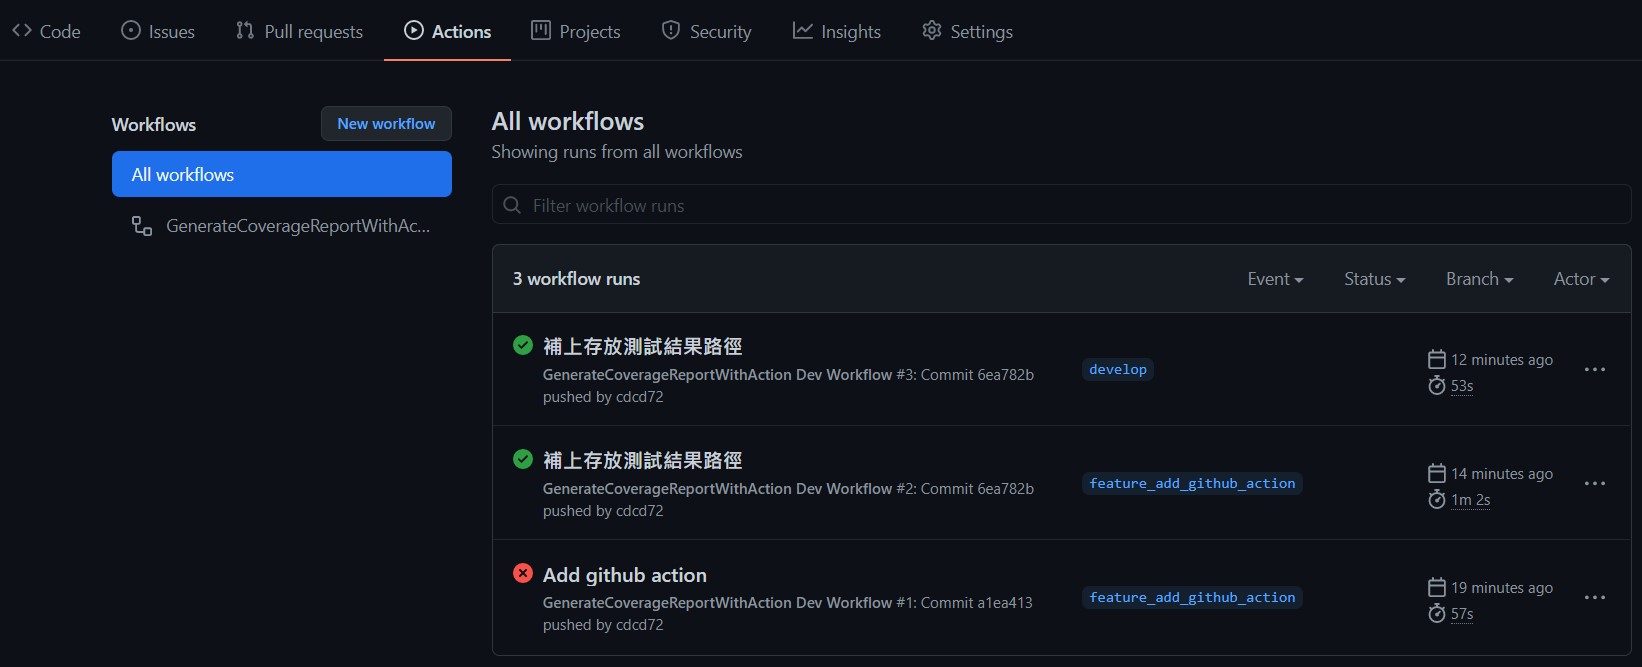 Code Issues Pull requests Actions Projects Security Insights Settings
Workflows
New workflow
All workflows
GenerateCoverageReportWithAc...
All workflows
Showing runs from all workflows
Filter workflow runs
3 workflow runs Event Status Branch Actor
補上存放測試結果路徑
GenerateCoverageReportWithAction Dev Workflow #3: Commit 6ea782b
pushed by cdcd72
develop
12 minutes ago
53s
補上存放測試結果路徑
GenerateCoverageReportWithAction Dev Workflow #2: Commit 6ea782b
pushed by cdcd72
feature_add_github_action
14 minutes ago
1m 2s
Add github action
GenerateCoverageReportWithAction Dev Workflow #1: Commit a1ea413
pushed by cdcd72
feature_add_github_action
19 minutes ago
57s